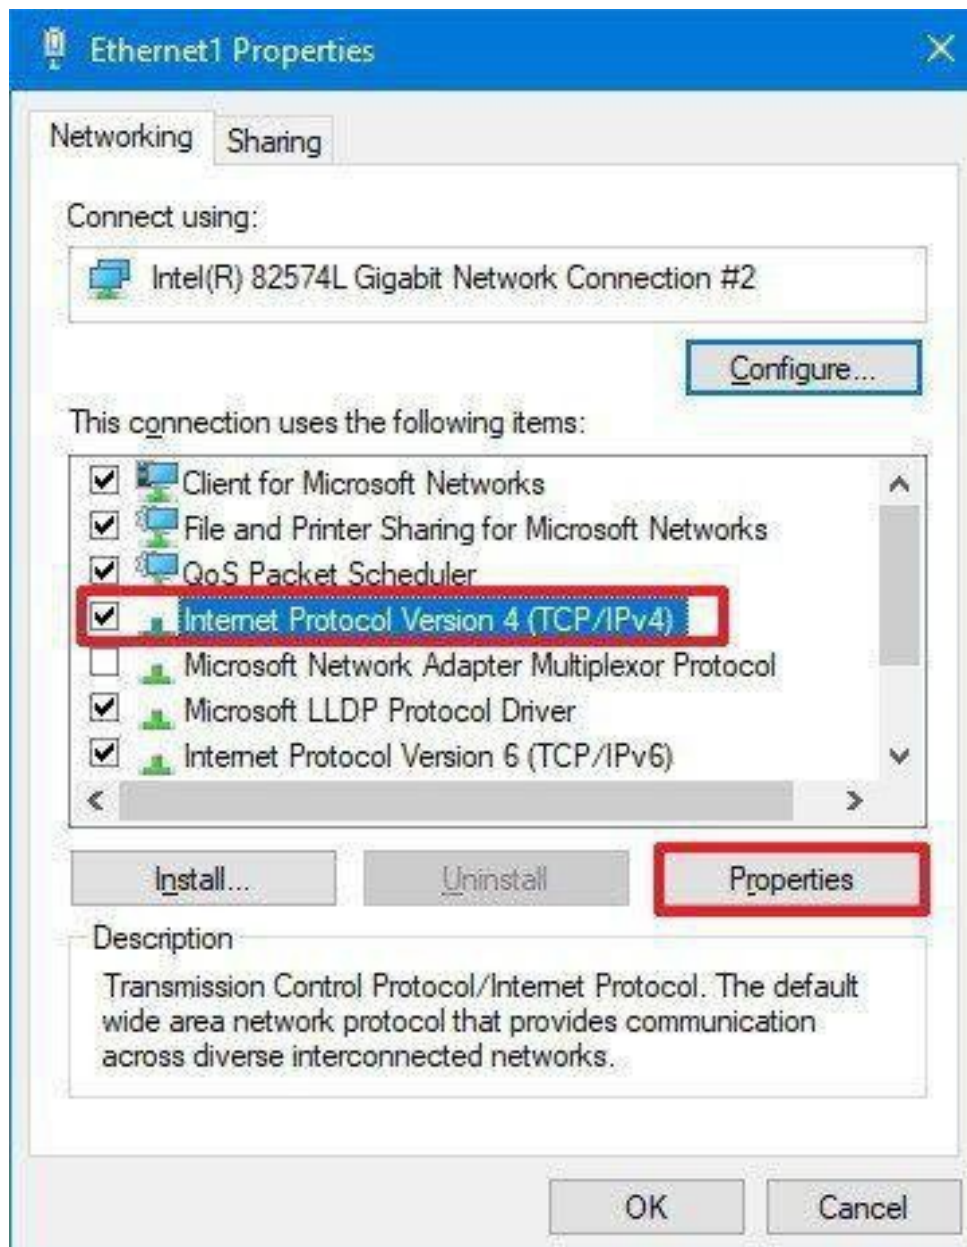 Ethernet1 Properties
Networking
Sharing
Connect using:
Intel(R) 82574L Gigabit Network Connection #2
Configure...
This connection uses the following items:
Client for Microsoft Networks
File and Printer Sharing for Microsoft Networks
QoS Packet Scheduler
Internet Protocol Version 4 (TCP/IPv4)
Microsoft Network Adapter Multiplexor Protocol
Microsoft LLDP Protocol Driver
Internet Protocol Version 6 (TCP/IPv6)
Install...
Uninstall
Properties
Description
Transmission Control Protocol/Internet Protocol. The default
wide area network protocol that provides communication
across diverse interconnected networks.
OK
Cancel